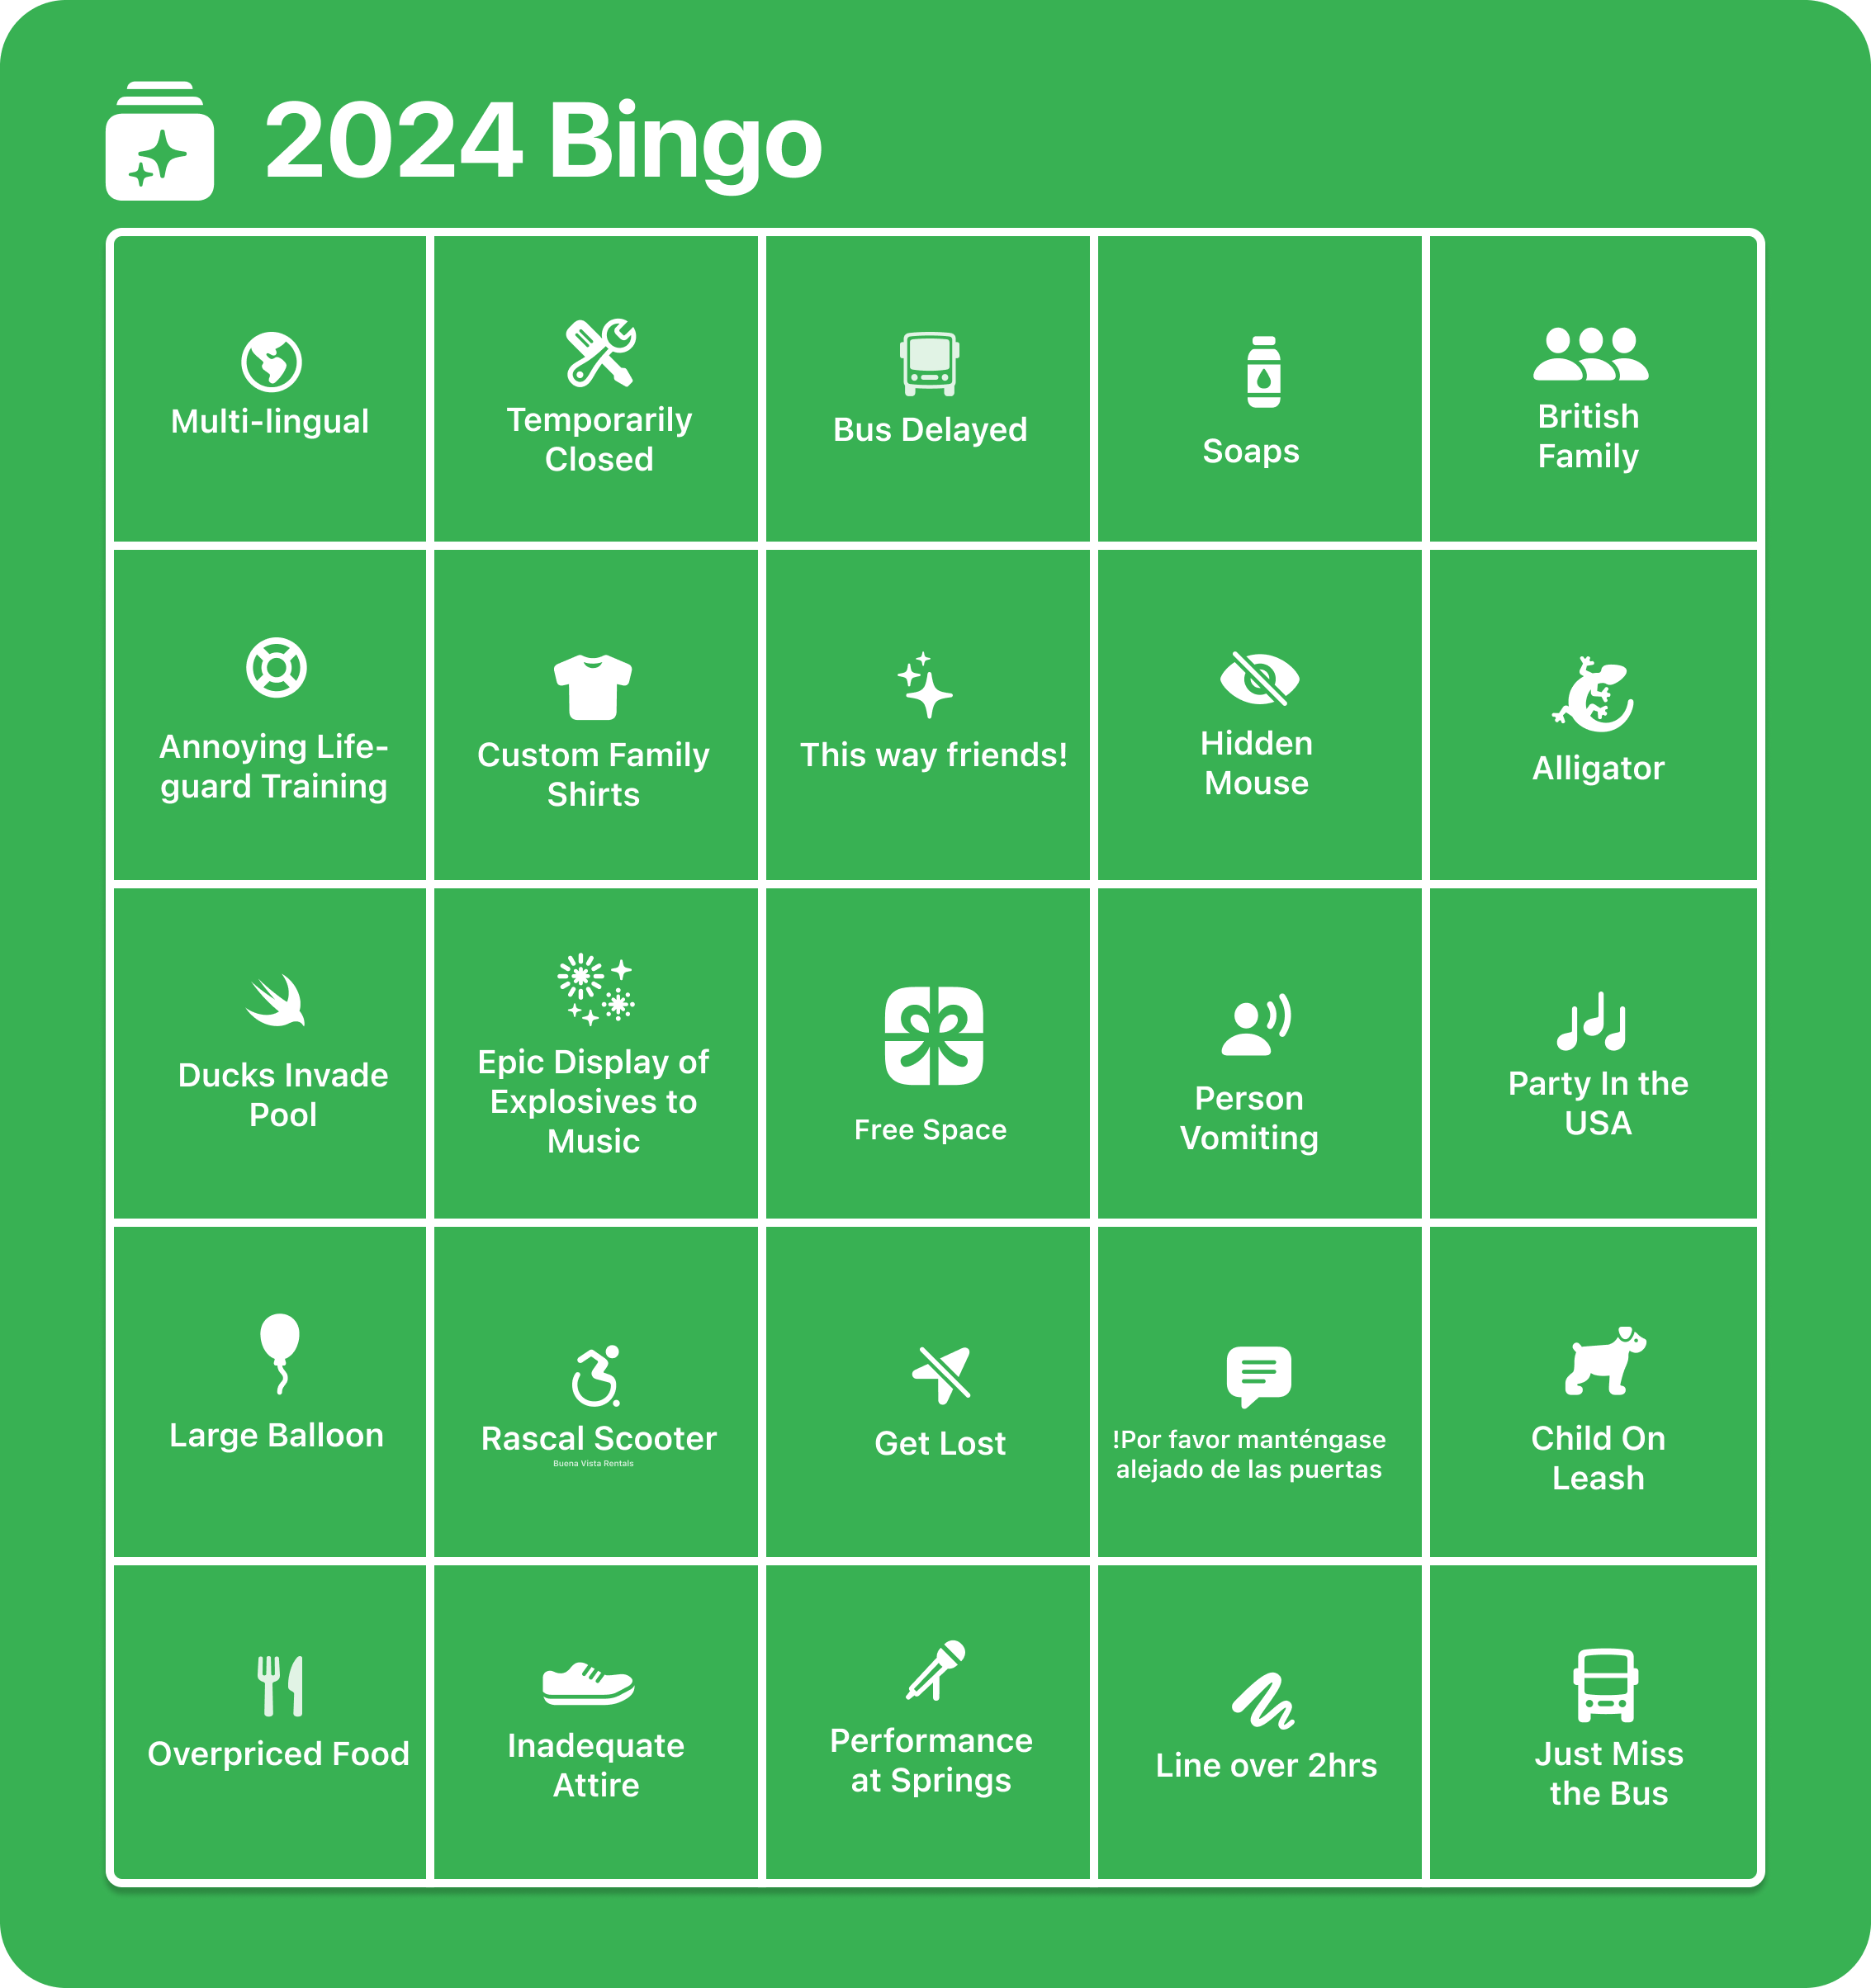 2024 Bingo
Multi-lingual
Temporarily
Closed
Bus Delayed
Soaps
British
Family
Annoying Life-
guard Training
Custom Family
Shirts
This way friends!
Hidden
Mouse
Alligator
Ducks Invade
Pool
Epic Display of
Explosives to
Music
Free Space
Person
Vomiting
Party In the
USA
Large Balloon
Rascal Scooter
Buena Vista Rentals
Get Lost
!Por favor manténgase
alejado de las puertas
Child On
Leash
Overpriced Food
Inadequate
Attire
Performance
at Springs
Line over 2hrs
Just Miss
the Bus